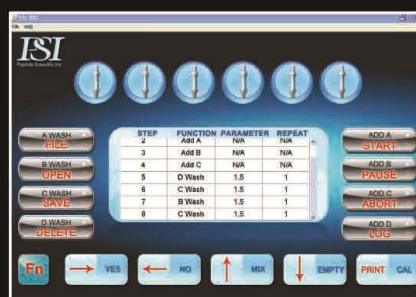 File Help
PSI
Peptide Scientific Inc
A WASH
FILE
B WASH
OPEN
C WASH
SAVE
D WASH
DELETE
STEP FUNCTION PARAMETER REPEAT
2 Add A N/A N/A
3 Add B N/A N/A
4 Add C N/A N/A
5 D Wash 1.5 1
6 C Wash 1.5 1
7 B Wash 1.5 1
8 C Wash 1.5 1
ADD A
START
ADD B
PAUSE
ADD C
ABORT
ADD D
LOG
Fn
YES
NO
MIX
EMPTY
PRINT CAL